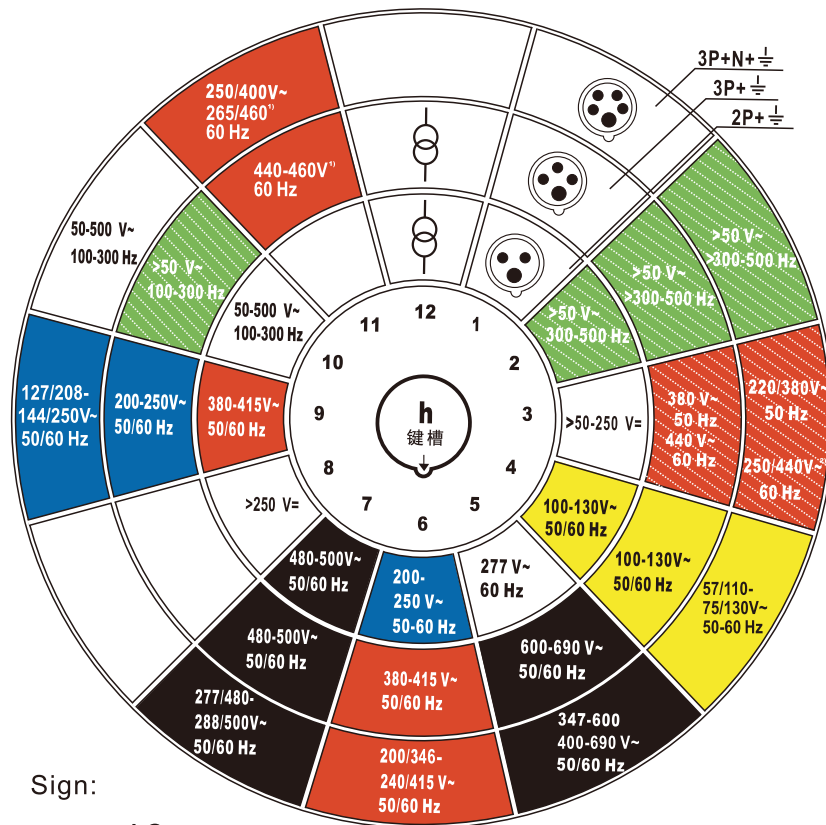 3P+N+
3P+
2P+
250/400V~
265/460¹⁾
60 Hz
440-460V¹⁾
60 Hz
50-500 V~
100-300 Hz
>50 V~
100-300 Hz
50-500 V~
100-300 Hz
>50 V~
300-500 Hz
>50 V~
>300-500 Hz
>50 V~
>300-500 Hz
127/208-
144/250V~
50/60 Hz
200-250V~
50/60 Hz
380-415V~
50/60 Hz
>50-250 V=
380 V~
50 Hz
440 V~
60 Hz
220/380V~
50 Hz
250/440V~²⁾
60 Hz
12
1
2
3
4
5
6
7
8
9
10
11
h
键槽
>250 V=
100-130V~
50/60 Hz
100-130V~
50/60 Hz
57/110-
75/130V~
50-60 Hz
480-500V~
50/60 Hz
480-500V~
50/60 Hz
277/480-
288/500V~
50/60 Hz
200-
250 V~
50-60 Hz
380-415 V~
50/60 Hz
200/346-
240/415 V~
50/60 Hz
277 V~
60 Hz
600-690 V~
50/60 Hz
347-600
400-690 V~
50/60 Hz
Sign: